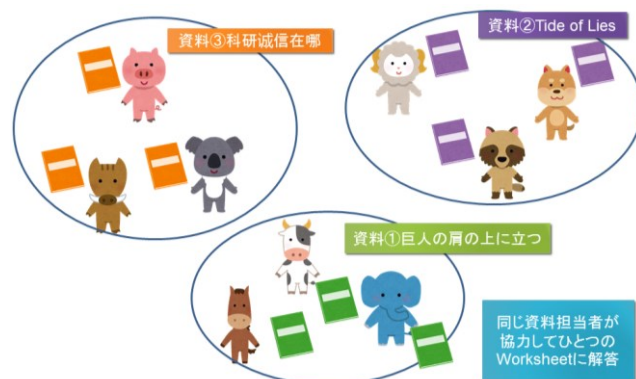 資料③科研诚信在哪
資料②Tide of Lies
資料①巨人の肩の上に立つ
同じ資料担当者が
協力してひとつの
Worksheetに解答